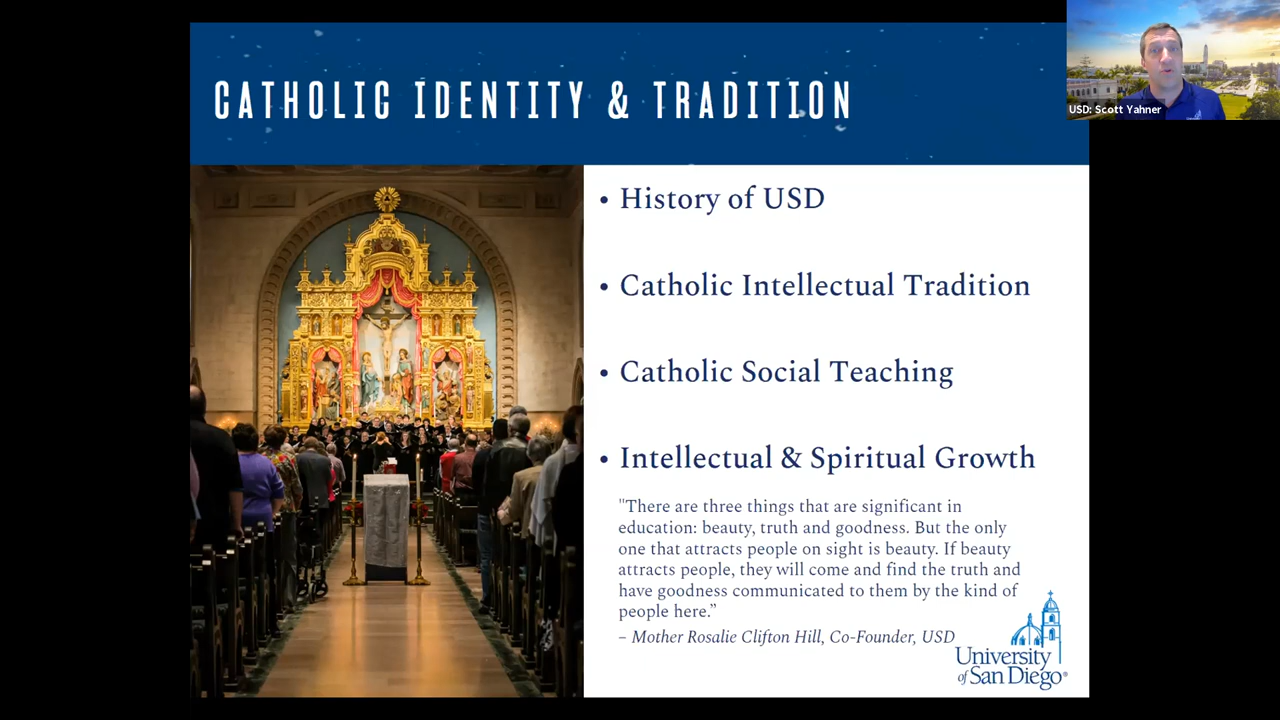 CATHOLIC IDENTITY & TRADITION
USD: Scott Yahner
• History of USD
• Catholic Intellectual Tradition
• Catholic Social Teaching
• Intellectual & Spiritual Growth
"There are three things that are significant in
education: beauty, truth and goodness. But the only
one that attracts people on sight is beauty. If beauty
attracts people, they will come and find the truth and
have goodness communicated to them by the kind of
people here.”
– Mother Rosalie Clifton Hill, Co-Founder, USD
University
of San Diego®